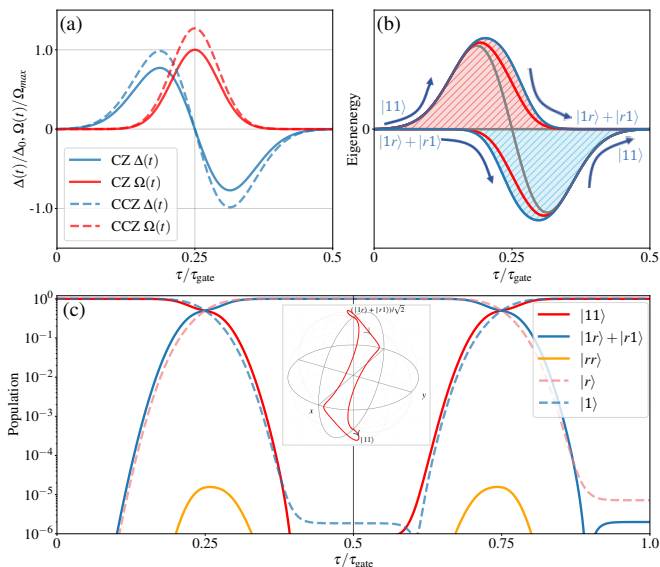 (a)
Δ(t)/Δ₀, Ω(t)/Ωmax
1.0
0
-1.0
CZ Δ(t)
CZ Ω(t)
CCZ Δ(t)
CCZ Ω(t)
0
0.25
0.5
τ/τgate
(b)
Eigenenergy
0
|11⟩
|1r⟩+|r1⟩
|1r⟩+|r1⟩
|11⟩
0
0.25
0.5
τ/τgate
(c)
Population
10⁰
10⁻¹
10⁻²
10⁻³
10⁻⁴
10⁻⁵
10⁻⁶
(|1r⟩+|r1⟩)/√2
x
y
|11⟩
|11⟩
|1r⟩+|r1⟩
|rr⟩
|r⟩
|1⟩
0
0.25
0.5
0.75
1.0
τ/τgate